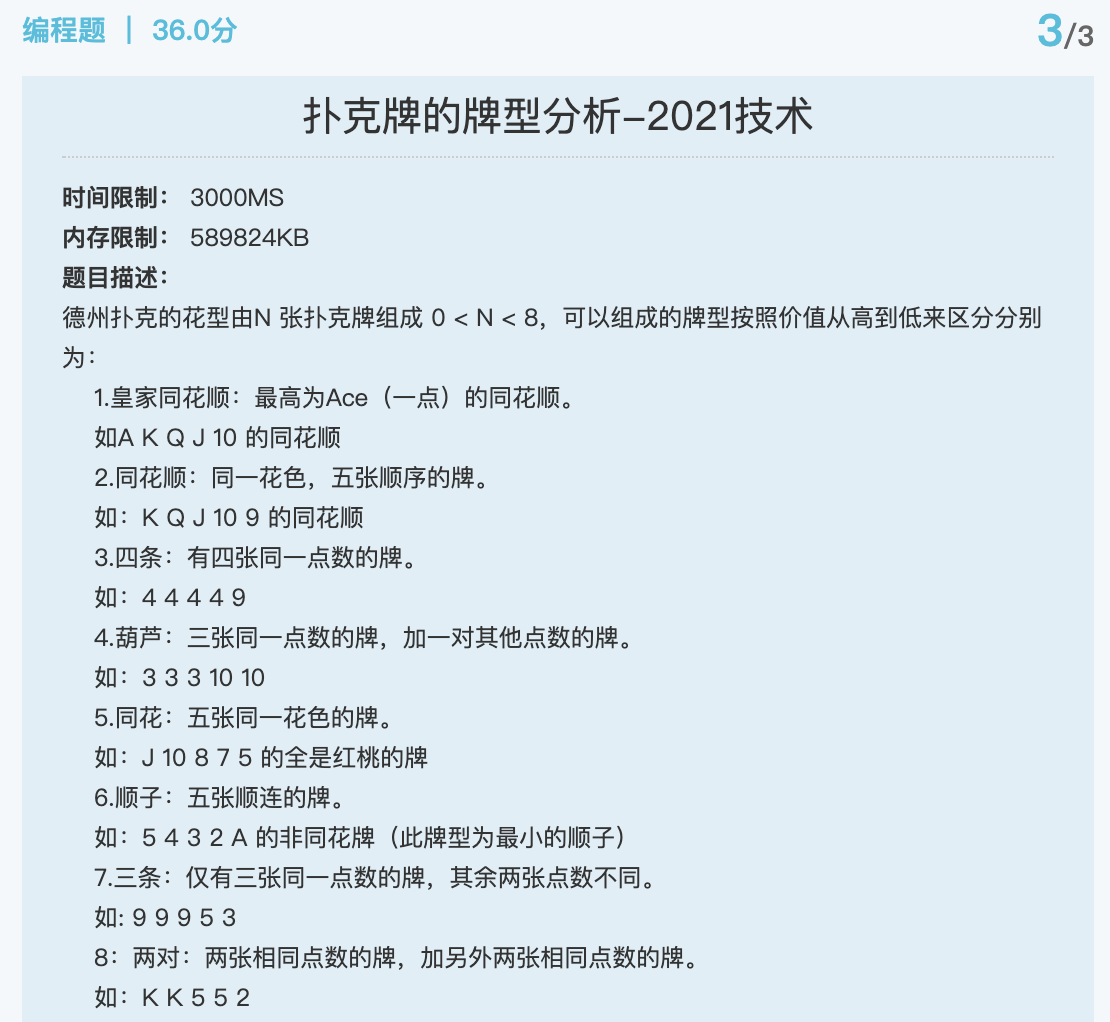 编程题 | 36.0分
3/3
扑克牌的牌型分析–2021技术
时间限制： 3000MS
内存限制： 589824KB
题目描述：
德州扑克的花型由N 张扑克牌组成 0 < N < 8，可以组成的牌型按照价值从高到低来区分分别
为：
1.皇家同花顺：最高为Ace（一点）的同花顺。
如A K Q J 10 的同花顺
2.同花顺：同一花色，五张顺序的牌。
如：K Q J 10 9 的同花顺
3.四条：有四张同一点数的牌。
如：4 4 4 4 9
4.葫芦：三张同一点数的牌，加一对其他点数的牌。
如：3 3 3 10 10
5.同花：五张同一花色的牌。
如：J 10 8 7 5 的全是红桃的牌
6.顺子：五张顺连的牌。
如：5 4 3 2 A 的非同花牌（此牌型为最小的顺子）
7.三条：仅有三张同一点数的牌，其余两张点数不同。
如: 9 9 9 5 3
8：两对：两张相同点数的牌，加另外两张相同点数的牌。
如：K K 5 5 2